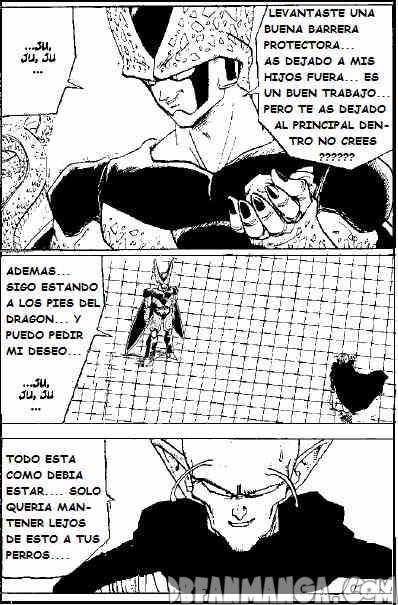 LEVANTASTE UNA
BUENA BARRERA
PROTECTORA...
AS DEJADO A MIS
HIJOS FUERA... ES
UN BUEN TRABAJO...
PERO TE AS DEJADO
AL PRINCIPAL DEN-
TRO NO CREES
??????
...JU,
JU, JU
...
ADEMAS...
SIGO ESTANDO
A LOS PIES DEL
DRAGON... Y
PUEDO PEDIR
MI DESEO...
...JU,
JU, JU
...
TODO ESTA
COMO DEBIA
ESTAR.... SOLO
QUERIA MAN-
TENER LEJOS
DE ESTO A TUS
PERROS....
DBFANMANGA.COM